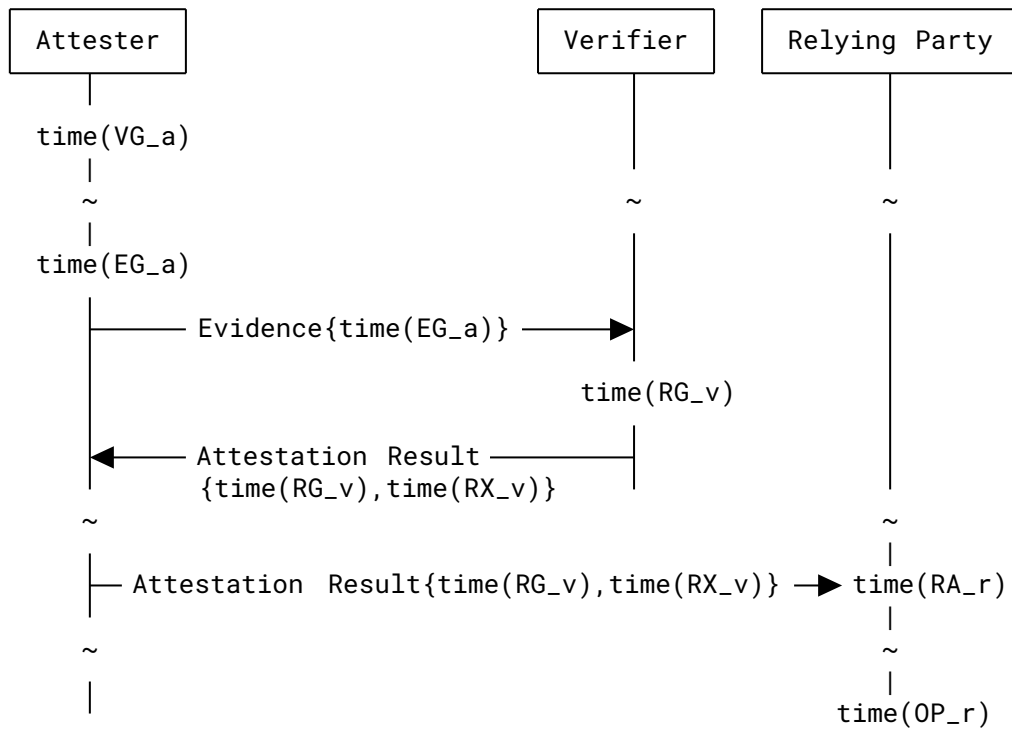 Attester
Verifier
Relying Party
time(VG_a)
~
~
~
time(EG_a)
Evidence{time(EG_a)}
time(RG_v)
Attestation Result
{time(RG_v),time(RX_v)}
~
~
Attestation Result{time(RG_v),time(RX_v)}
time(RA_r)
~
~
time(OP_r)